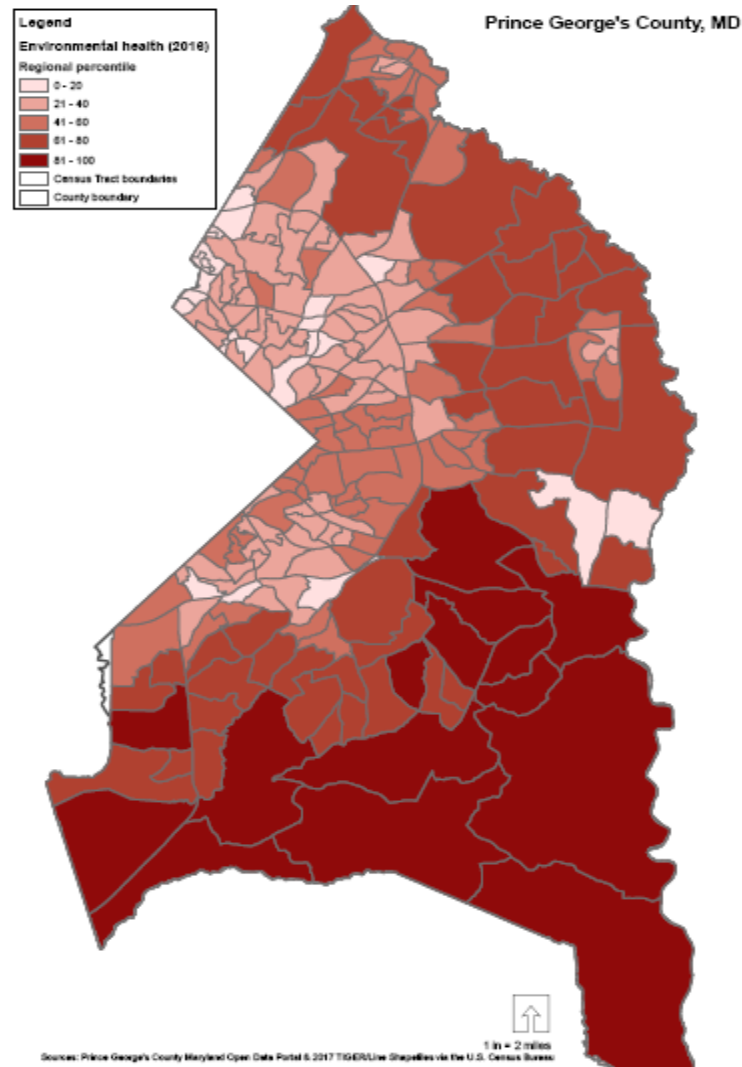 Prince George's County, MD
Legend
Environmental health (2016)
Regional percentile
0 - 20
21 - 40
41 - 60
61 - 80
81 - 100
Census Tract boundaries
County boundary
1 in = 2 miles
Sources: Prince George's County Maryland Open Data Portal & 2017 TIGER/Line Shapefiles via the U.S. Census Bureau